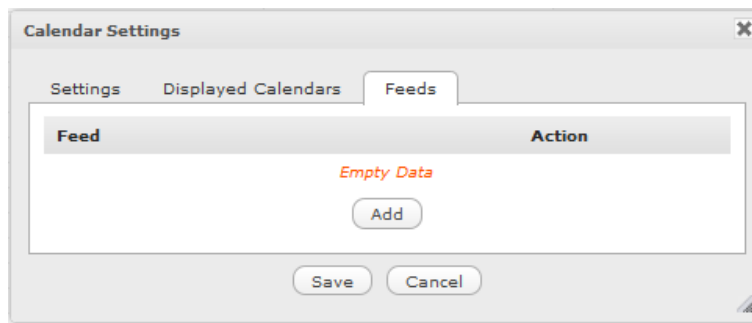 Calendar Settings
Settings Displayed Calendars Feeds
Feed Action
Empty Data
Add
Save Cancel